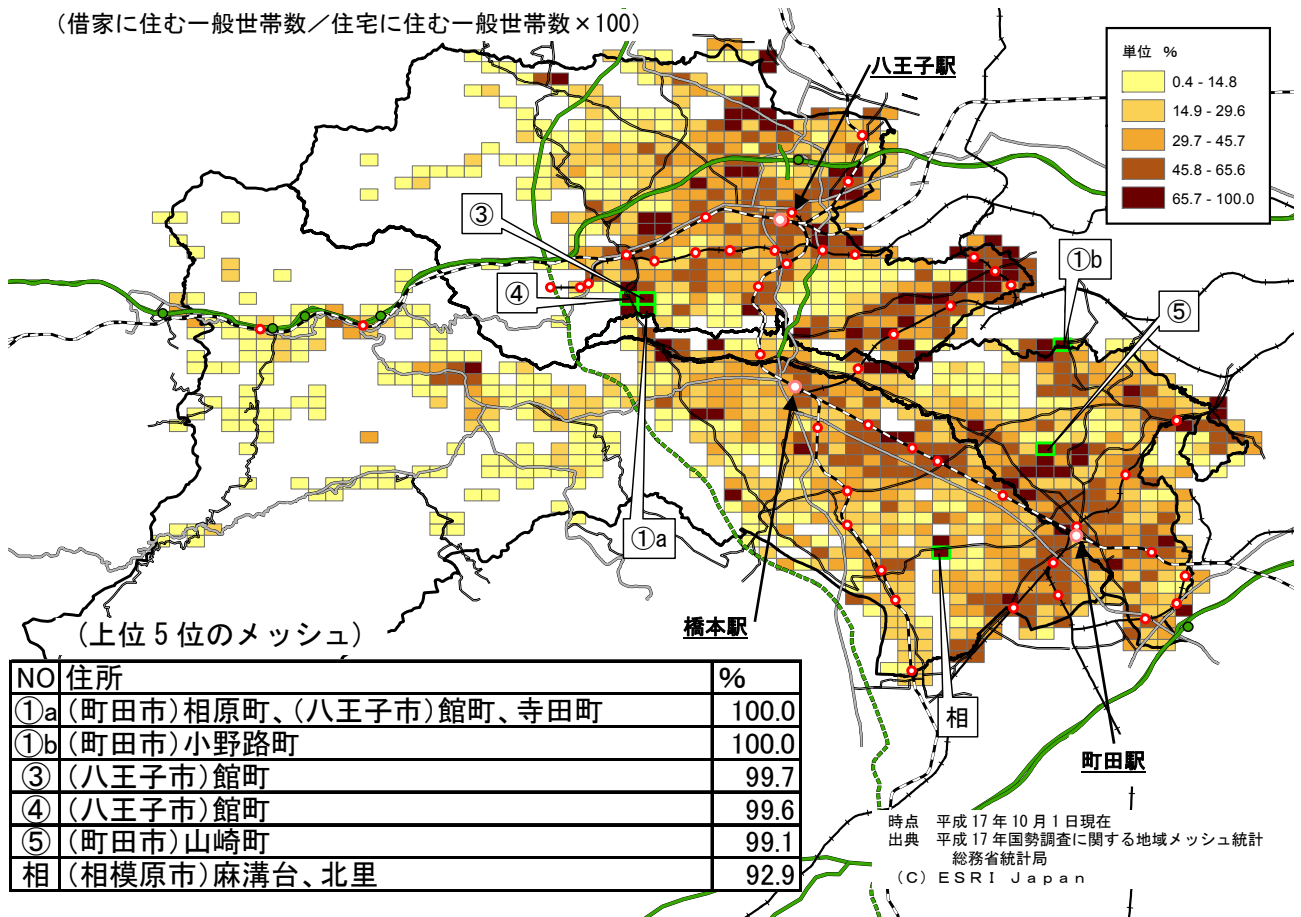 (借家に住む一般世帯数／住宅に住む一般世帯数×100)
八王子駅
単位 %
0.4 - 14.8
14.9 - 29.6
29.7 - 45.7
45.8 - 65.6
65.7 - 100.0
③
①b
④
⑤
①a
橋本駅
相
町田駅
(上位５位のメッシュ)
NO 住所 %
①a (町田市)相原町、(八王子市)館町、寺田町 100.0
①b (町田市)小野路町 100.0
③ (八王子市)館町 99.7
④ (八王子市)館町 99.6
⑤ (町田市)山崎町 99.1
相 (相模原市)麻溝台、北里 92.9
時点 平成17年10月1日現在
出典 平成17年国勢調査に関する地域メッシュ統計
総務省統計局
(C) ESRI Japan